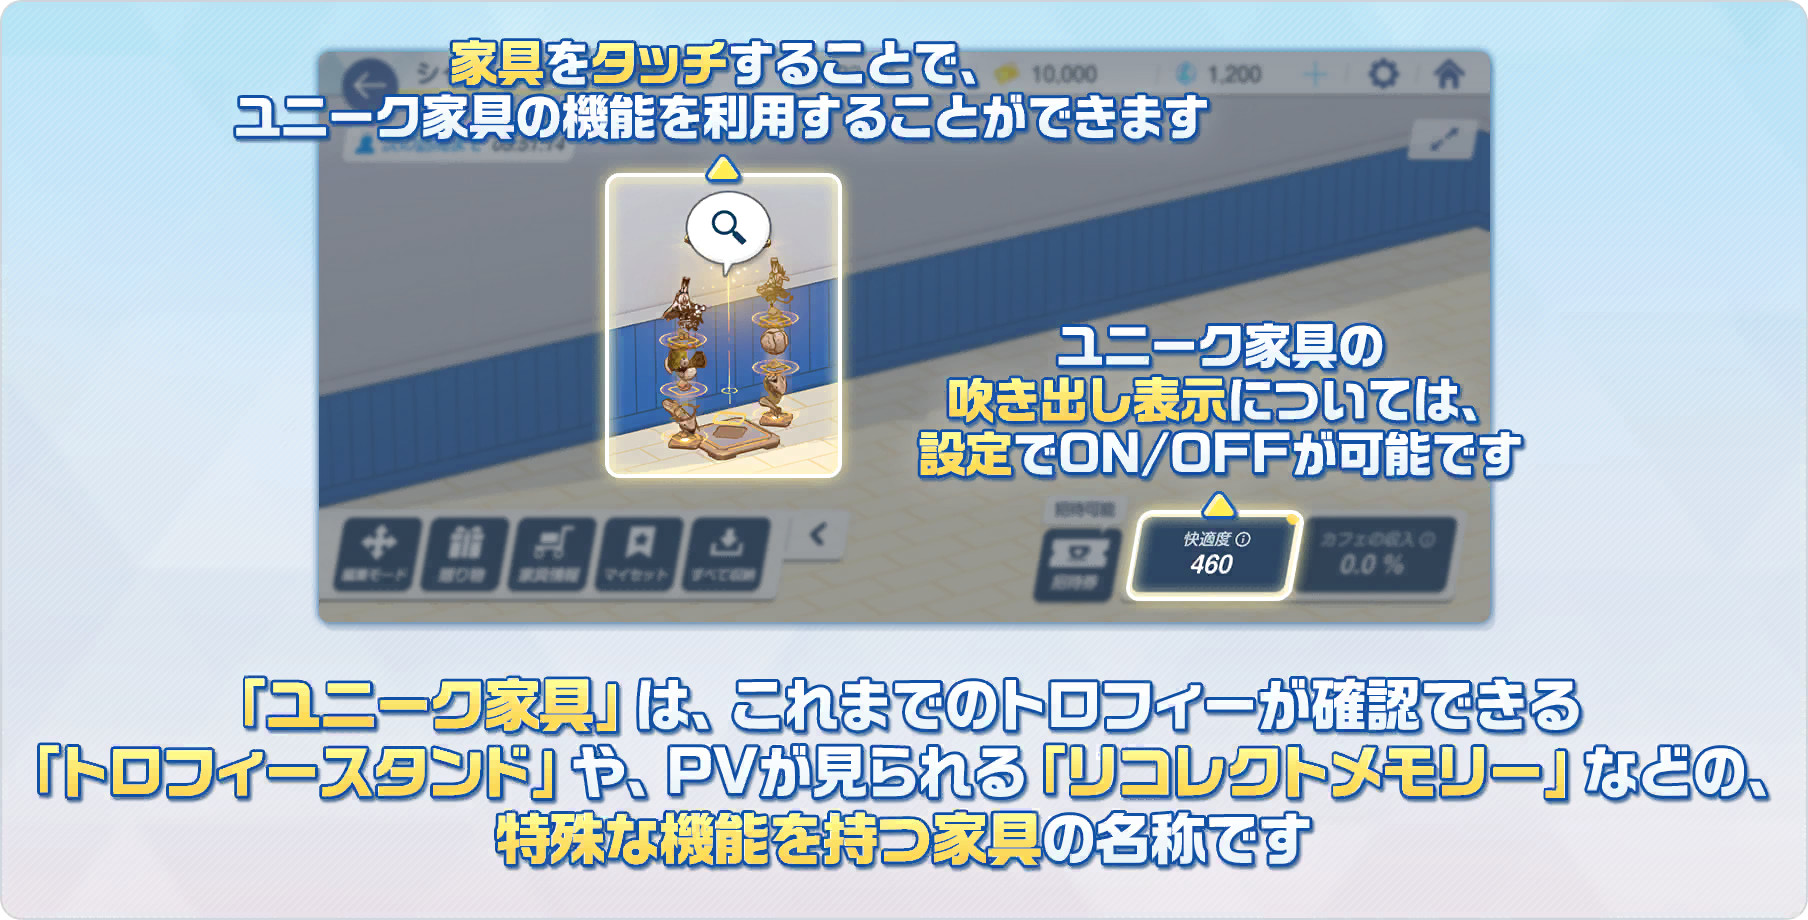 家具をタッチすることで、
ユニーク家具の機能を利用することができます
10,000
1,200
ユニーク家具の
吹き出し表示については、
設定でON/OFFが可能です
編集モード
贈り物
家具情報
マイセット
すべて収納
招待可能
招待券
快適度
460
カフェの収入
0.0 %
「ユニーク家具」は、これまでのトロフィーが確認できる
「トロフィースタンド」や、PVが見られる「リコレクトメモリー」などの、
特殊な機能を持つ家具の名称です